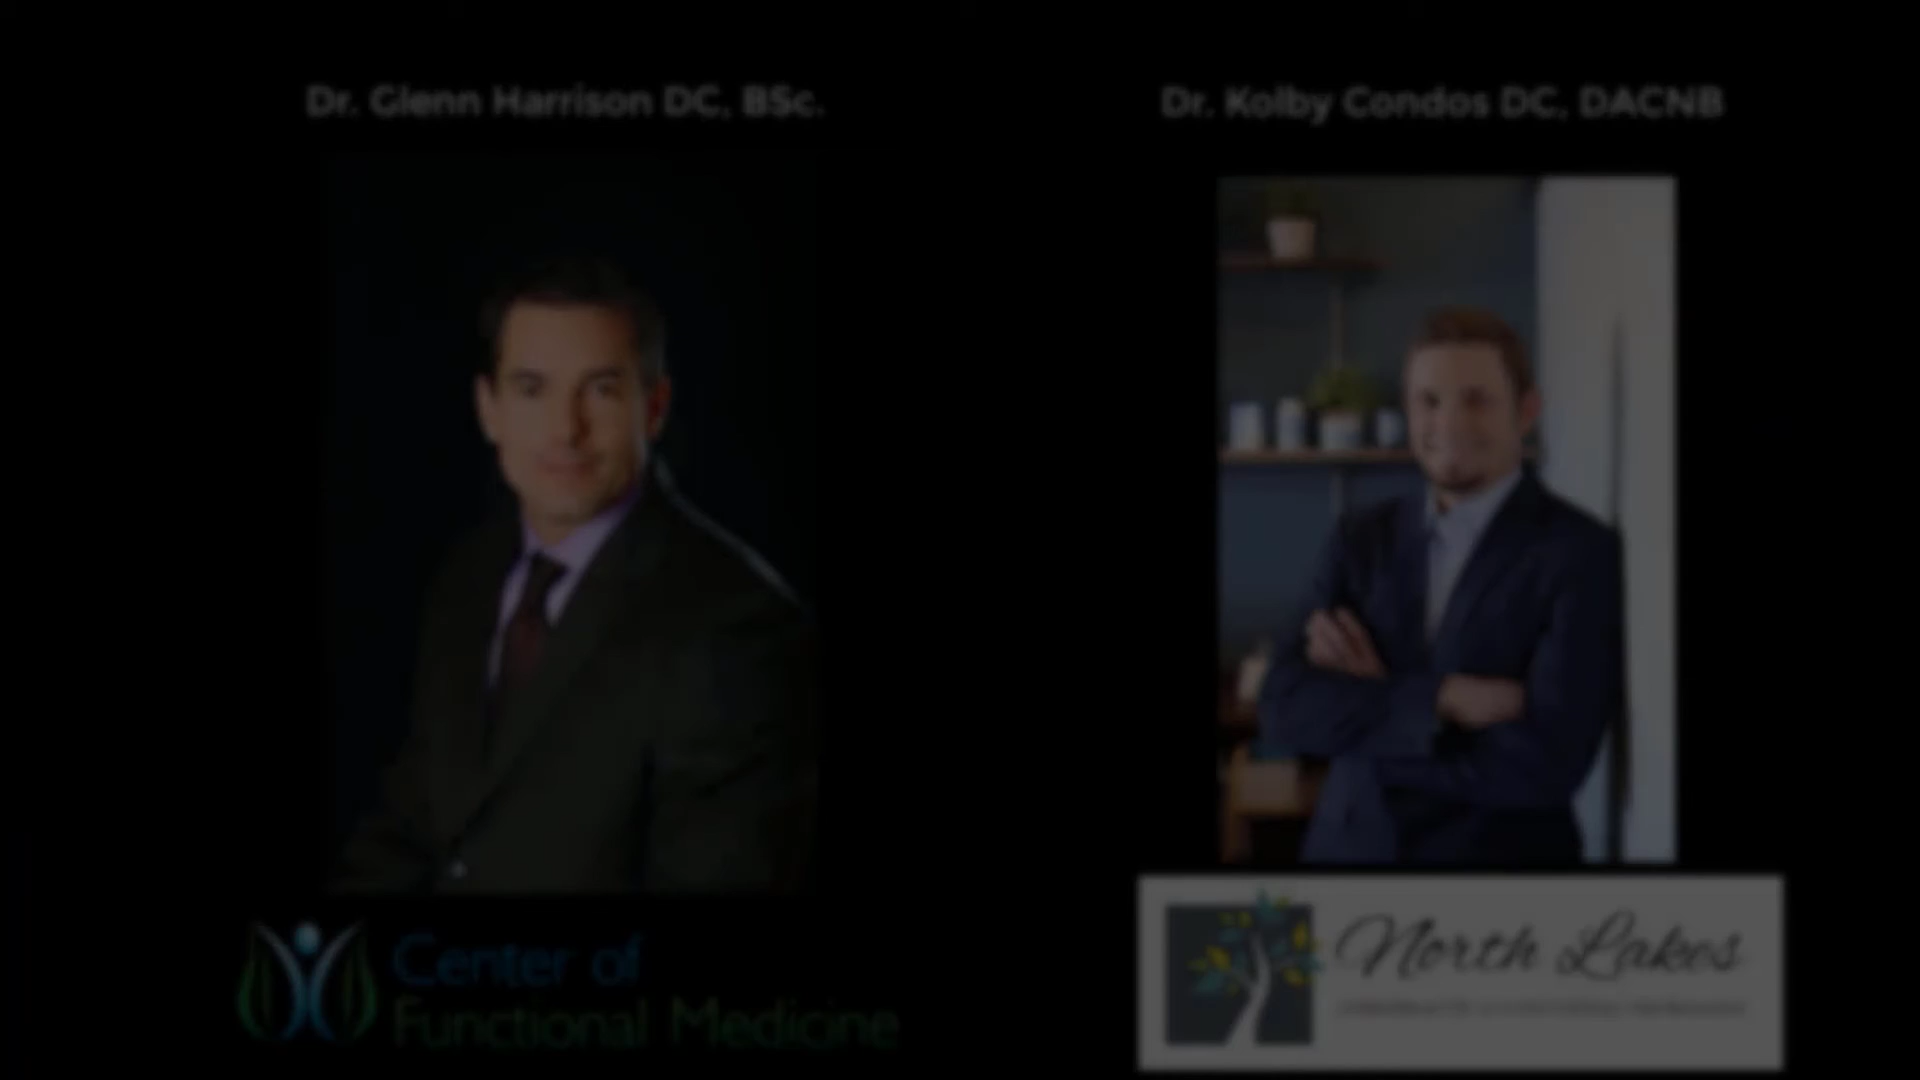 Dr. Glenn Harrison DC, BSc.
Dr. Kolby Condos DC, DACNB
Center of
Functional Medicine
North Lakes